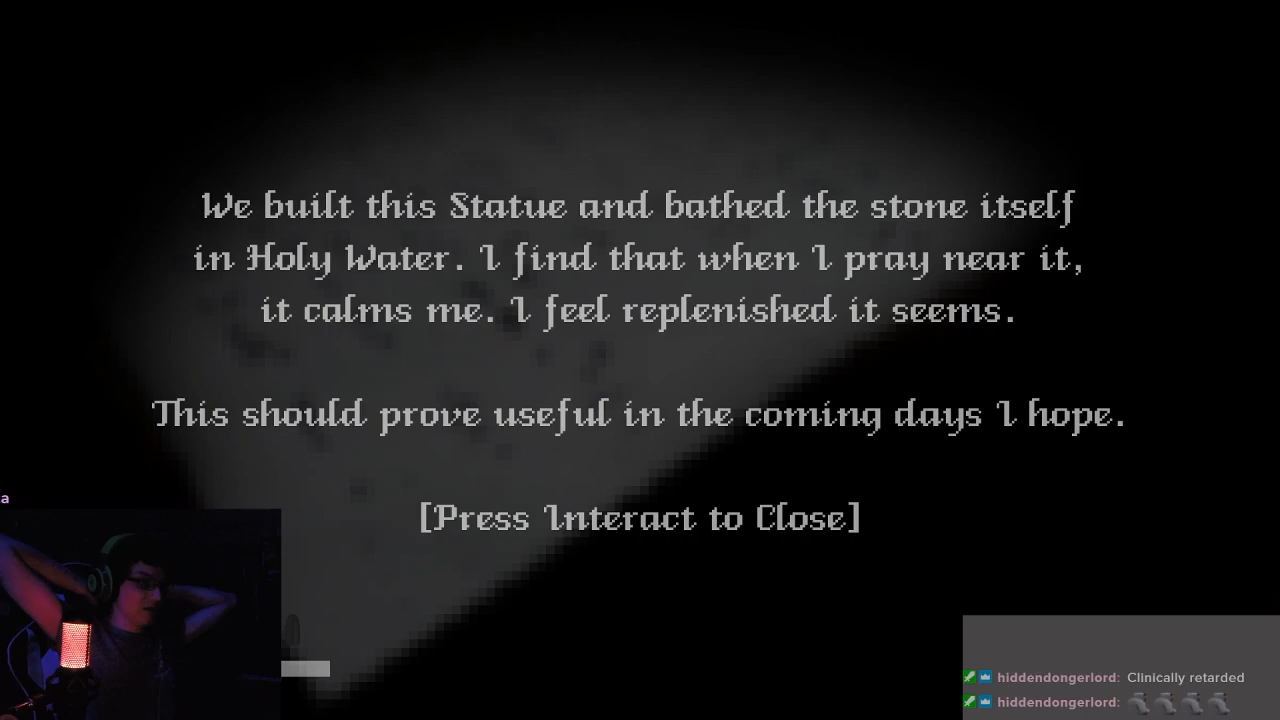 We built this Statue and bathed the stone itself
in Holy Water. I find that when I pray near it,
it calms me. I feel replenished it seems.
This should prove useful in the coming days I hope.
[Press Interact to Close]
a
hiddendongerlord: Clinically retarded
hiddendongerlord: